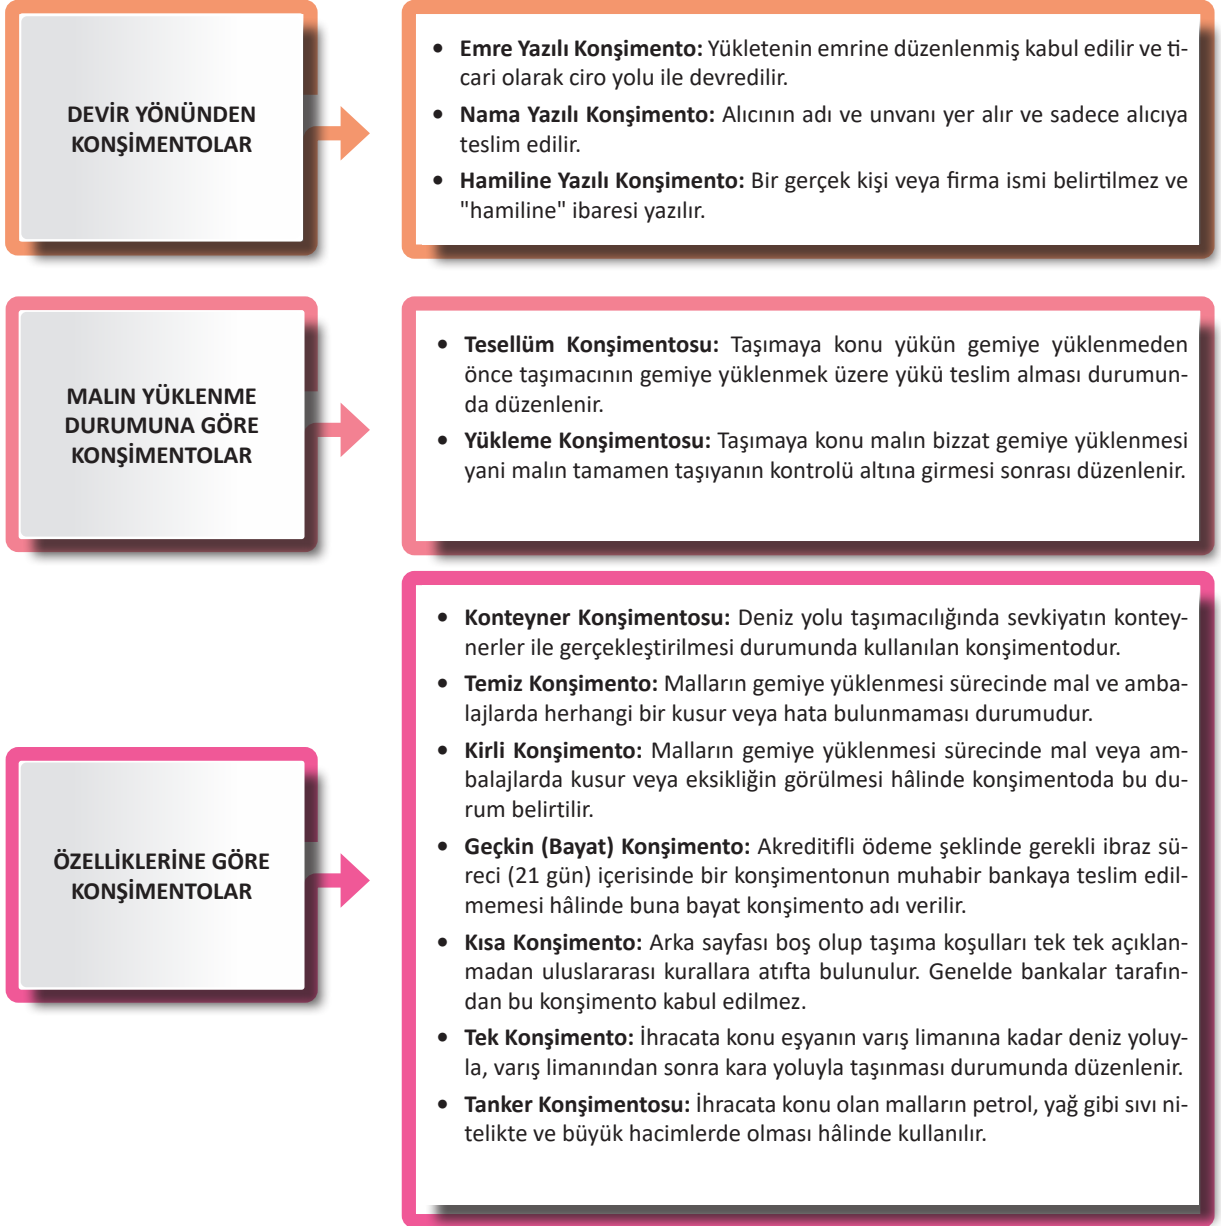 DEVİR YÖNÜNDEN
KONŞİMENTOLAR
• Emre Yazılı Konşimento: Yükletenin emrine düzenlenmiş kabul edilir ve ti-
cari olarak ciro yolu ile devredilir.
• Nama Yazılı Konşimento: Alıcının adı ve unvanı yer alır ve sadece alıcıya
teslim edilir.
• Hamiline Yazılı Konşimento: Bir gerçek kişi veya firma ismi belirtilmez ve
"hamiline" ibaresi yazılır.
MALIN YÜKLENME
DURUMUNA GÖRE
KONŞİMENTOLAR
• Tesellüm Konşimentosu: Taşımaya konu yükün gemiye yüklenmeden
önce taşımacının gemiye yüklenmek üzere yükü teslim alması durumun-
da düzenlenir.
• Yükleme Konşimentosu: Taşımaya konu malın bizzat gemiye yüklenmesi
yani malın tamamen taşıyanın kontrolü altına girmesi sonrası düzenlenir.
ÖZELLİKLERİNE GÖRE
KONŞİMENTOLAR
• Konteyner Konşimentosu: Deniz yolu taşımacılığında sevkiyatın kontey-
nerler ile gerçekleştirilmesi durumunda kullanılan konşimentodur.
• Temiz Konşimento: Malların gemiye yüklenmesi sürecinde mal ve amba-
lajlarda herhangi bir kusur veya hata bulunmaması durumudur.
• Kirli Konşimento: Malların gemiye yüklenmesi sürecinde mal veya am-
balajlarda kusur veya eksikliğin görülmesi hâlinde konşimentoda bu du-
rum belirtilir.
• Geçkin (Bayat) Konşimento: Akreditifli ödeme şeklinde gerekli ibraz sü-
reci (21 gün) içerisinde bir konşimentonun muhabir bankaya teslim edil-
memesi hâlinde buna bayat konşimento adı verilir.
• Kısa Konşimento: Arka sayfası boş olup taşıma koşulları tek tek açıklan-
madan uluslararası kurallara atıfta bulunulur. Genelde bankalar tarafın-
dan bu konşimento kabul edilmez.
• Tek Konşimento: İhracata konu eşyanın varış limanına kadar deniz yoluy-
la, varış limanından sonra kara yoluyla taşınması durumunda düzenlenir.
• Tanker Konşimentosu: İhracata konu olan malların petrol, yağ gibi sıvı ni-
telikte ve büyük hacimlerde olması hâlinde kullanılır.